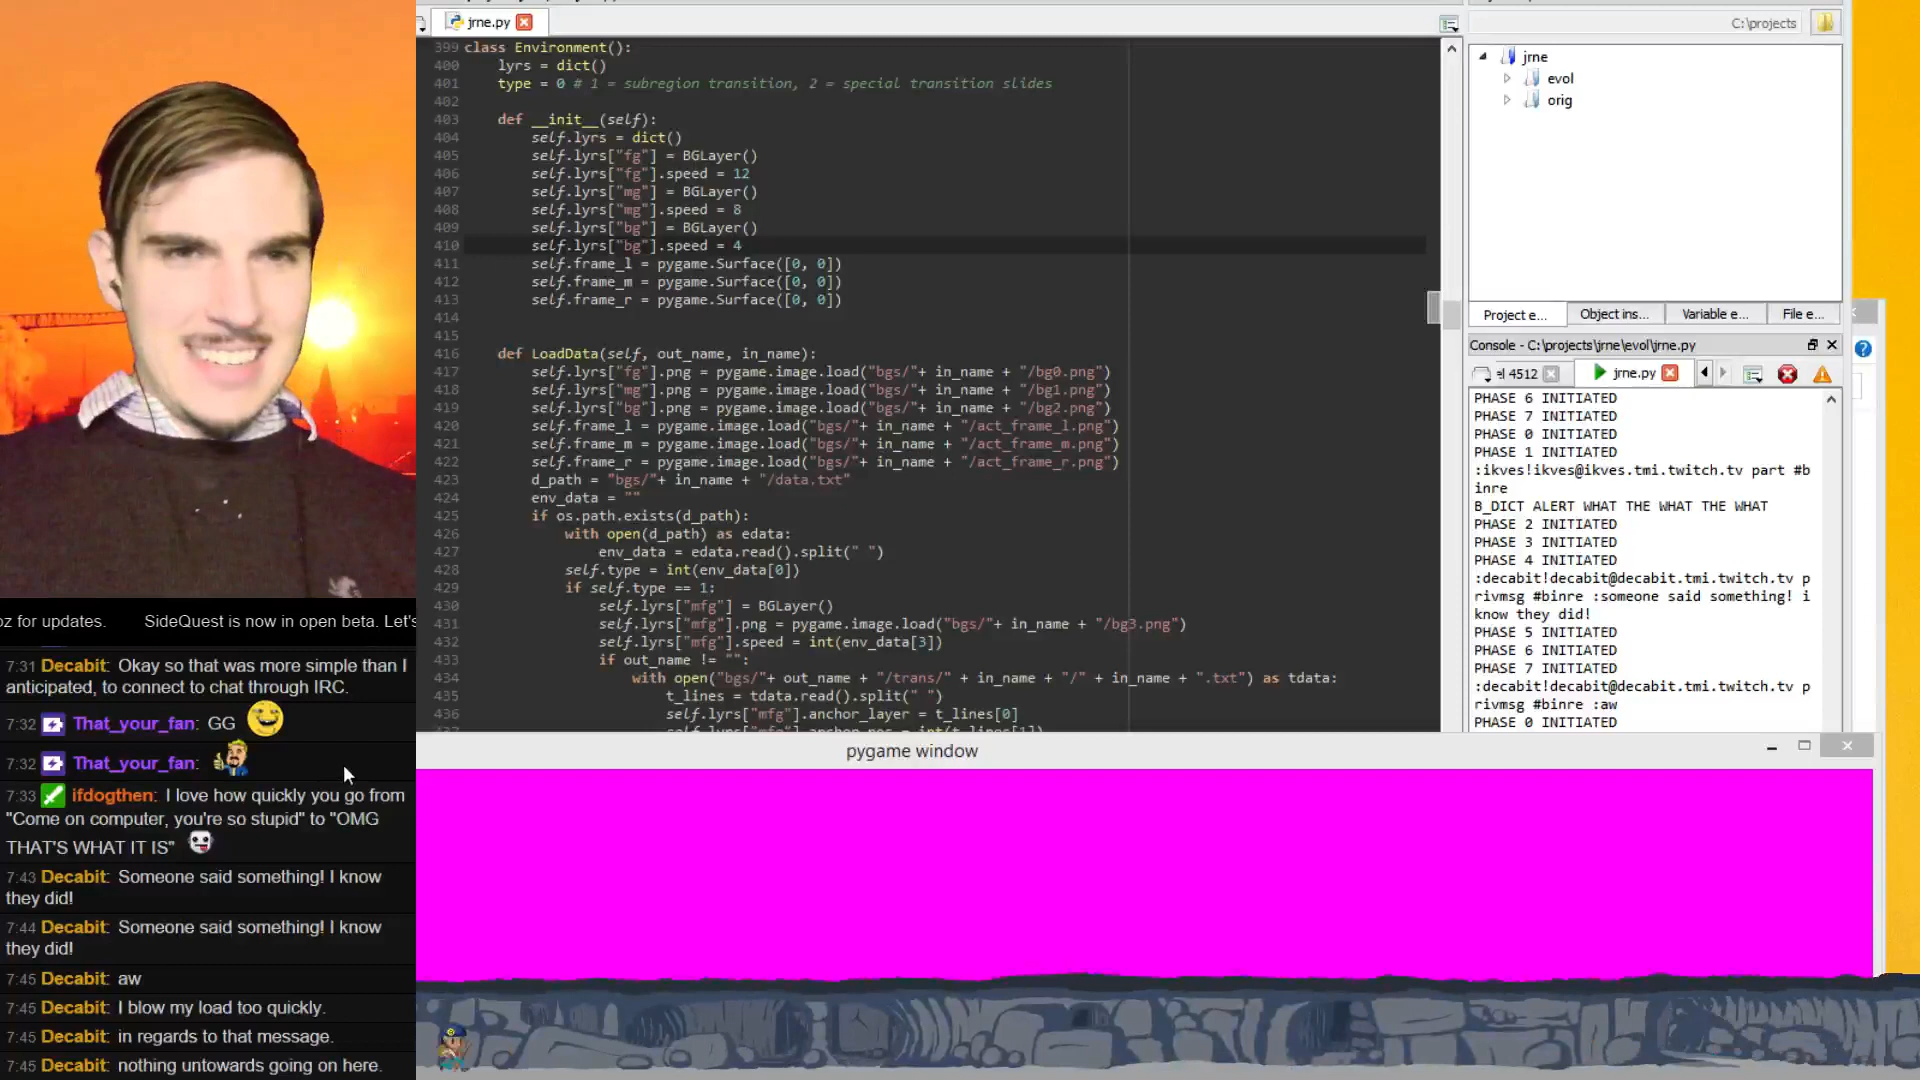 jrne.py
399 class Environment():
400 lyrs = dict()
401 type = 0 # 1 = subregion transition, 2 = special transition slides
402
403 def __init__(self):
404 self.lyrs = dict()
405 self.lyrs["fg"] = BGLayer()
406 self.lyrs["fg"].speed = 12
407 self.lyrs["mg"] = BGLayer()
408 self.lyrs["mg"].speed = 8
409 self.lyrs["bg"] = BGLayer()
410 self.lyrs["bg"].speed = 4
411 self.frame_l = pygame.Surface([0, 0])
412 self.frame_m = pygame.Surface([0, 0])
413 self.frame_r = pygame.Surface([0, 0])
414
415
416 def LoadData(self, out_name, in_name):
417 self.lyrs["fg"].png = pygame.image.load("bgs/"+ in_name + "/bg0.png")
418 self.lyrs["mg"].png = pygame.image.load("bgs/"+ in_name + "/bg1.png")
419 self.lyrs["bg"].png = pygame.image.load("bgs/"+ in_name + "/bg2.png")
420 self.frame_l = pygame.image.load("bgs/"+ in_name + "/act_frame_l.png")
421 self.frame_m = pygame.image.load("bgs/"+ in_name + "/act_frame_m.png")
422 self.frame_r = pygame.image.load("bgs/"+ in_name + "/act_frame_r.png")
423 d_path = "bgs/"+ in_name + "/data.txt"
424 env_data = ""
425 if os.path.exists(d_path):
426 with open(d_path) as edata:
427 env_data = edata.read().split(" ")
428 self.type = int(env_data[0])
429 if self.type == 1:
430 self.lyrs["mfg"] = BGLayer()
431 self.lyrs["mfg"].png = pygame.image.load("bgs/"+ in_name + "/bg3.png")
432 self.lyrs["mfg"].speed = int(env_data[3])
433 if out_name != "":
434 with open("bgs/"+ out_name + "/trans/" + in_name + "/" + in_name + ".txt") as tdata:
435 t_lines = tdata.read().split(" ")
436 self.lyrs["mfg"].anchor_layer = t_lines[0]
C:\projects
jrne
evol
orig
Project e... Object ins... Variable e... File e...
Console - C:\projects\jrne\evol\jrne.py
el 4512 jrne.py
PHASE 6 INITIATED
PHASE 7 INITIATED
PHASE 0 INITIATED
PHASE 1 INITIATED
:ikves!ikves@ikves.tmi.twitch.tv part #b
inre
B_DICT ALERT WHAT THE WHAT THE WHAT
PHASE 2 INITIATED
PHASE 3 INITIATED
PHASE 4 INITIATED
:decabit!decabit@decabit.tmi.twitch.tv p
rivmsg #binre :someone said something! i
know they did!
PHASE 5 INITIATED
PHASE 6 INITIATED
PHASE 7 INITIATED
:decabit!decabit@decabit.tmi.twitch.tv p
rivmsg #binre :aw
PHASE 0 INITIATED
oz for updates. SideQuest is now in open beta. Let's
7:31 Decabit: Okay so that was more simple than I
anticipated, to connect to chat through IRC.
7:32 That_your_fan: GG
7:32 That_your_fan:
7:33 ifdogthen: I love how quickly you go from
"Come on computer, you're so stupid" to "OMG
THAT'S WHAT IT IS"
7:43 Decabit: Someone said something! I know
they did!
7:44 Decabit: Someone said something! I know
they did!
7:45 Decabit: aw
7:45 Decabit: I blow my load too quickly.
7:45 Decabit: in regards to that message.
7:45 Decabit: nothing untowards going on here.
pygame window